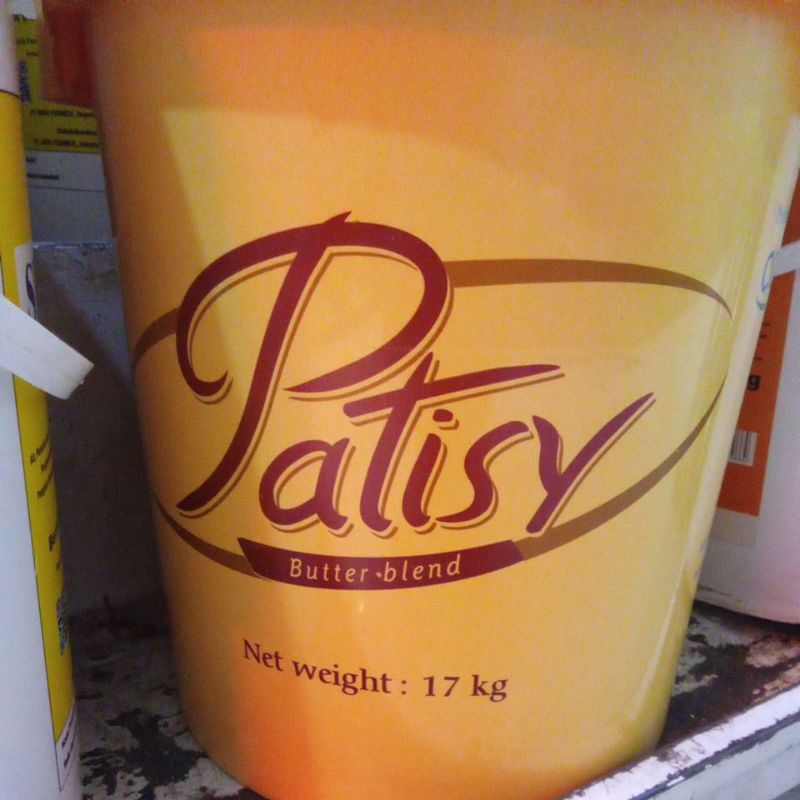 Patisy
Butter•blend
Net weight : 17 kg